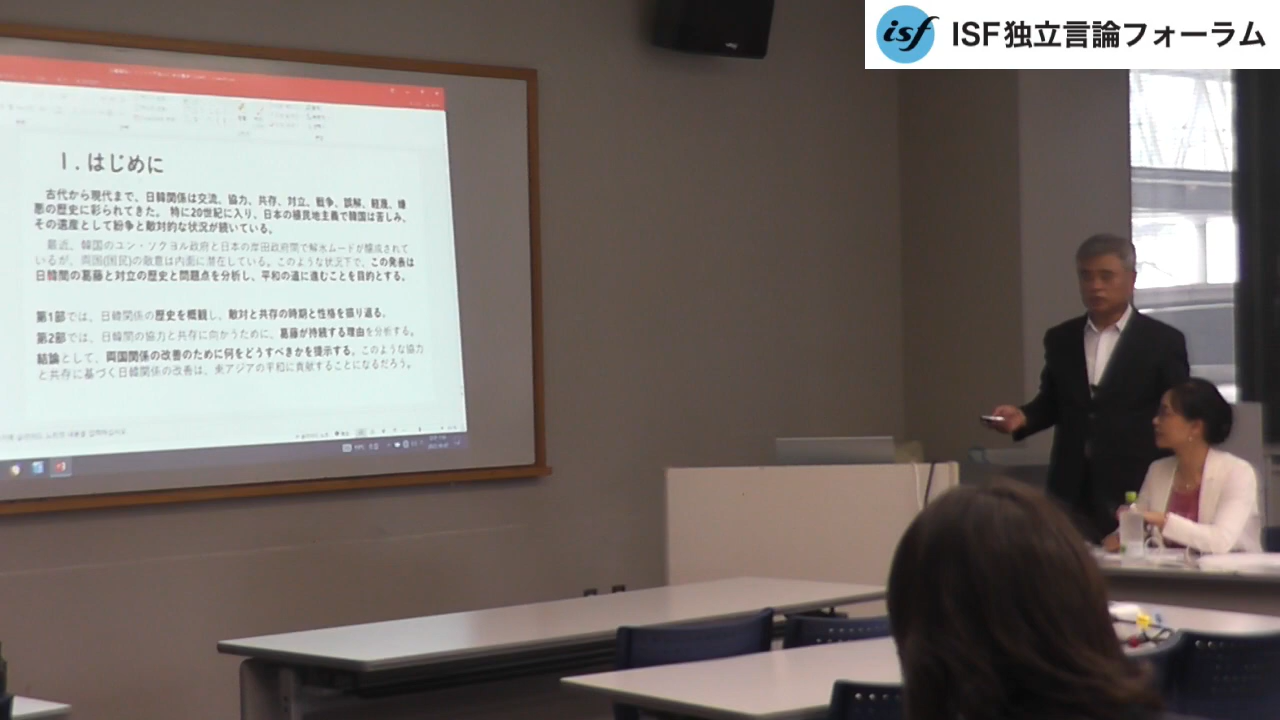 isf ISF独立言論フォーラム
1.はじめに
古代から現代まで、日韓関係は交流、協力、共存、対立、戦争、誤解、軽蔑、嫌
悪の歴史に彩られてきた。特に20世紀に入り、日本の植民地主義で韓国は苦しみ、
その遺産として紛争と敵対的な状況が続いている。
最近、韓国のユン・ソクヨル政府と日本の岸田政府間で解氷ムードが醸成されて
いるが、両国(国民)の敵意は内面に潜在している。このような状況下で、この発表は
日韓間の葛藤と対立の歴史と問題点を分析し、平和の道に進むことを目的とする。
第1部では、日韓関係の歴史を概観し、敵対と共存の時期と性格を振り返る。
第2部では、日韓間の協力と共存に向かうために、葛藤が持続する理由を分析する。
結論として、両国関係の改善のために何をどうすべきかを提示する。このような協力
と共存に基づく日韓関係の改善は、東アジアの平和に貢献することになるだろう。